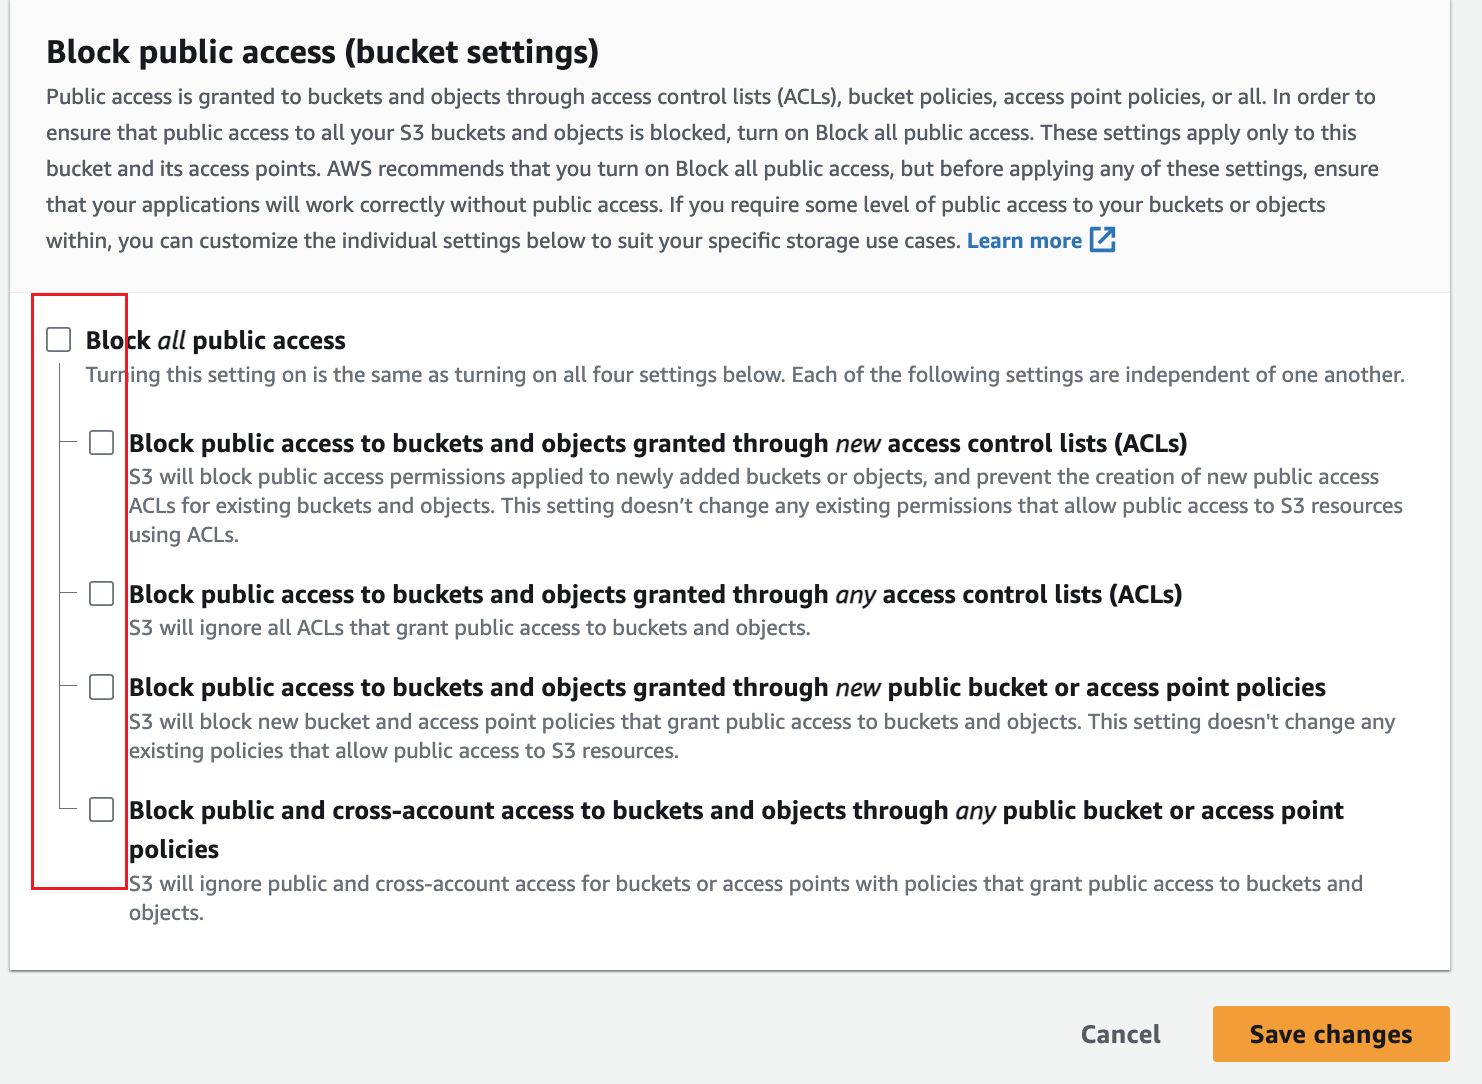 Block public access (bucket settings)
Public access is granted to buckets and objects through access control lists (ACLs), bucket policies, access point policies, or all. In order to
ensure that public access to all your S3 buckets and objects is blocked, turn on Block all public access. These settings apply only to this
bucket and its access points. AWS recommends that you turn on Block all public access, but before applying any of these settings, ensure
that your applications will work correctly without public access. If you require some level of public access to your buckets or objects
within, you can customize the individual settings below to suit your specific storage use cases. Learn more
Block all public access
Turning this setting on is the same as turning on all four settings below. Each of the following settings are independent of one another.
Block public access to buckets and objects granted through new access control lists (ACLs)
S3 will block public access permissions applied to newly added buckets or objects, and prevent the creation of new public access
ACLs for existing buckets and objects. This setting doesn’t change any existing permissions that allow public access to S3 resources
using ACLs.
Block public access to buckets and objects granted through any access control lists (ACLs)
S3 will ignore all ACLs that grant public access to buckets and objects.
Block public access to buckets and objects granted through new public bucket or access point policies
S3 will block new bucket and access point policies that grant public access to buckets and objects. This setting doesn't change any
existing policies that allow public access to S3 resources.
Block public and cross-account access to buckets and objects through any public bucket or access point
policies
S3 will ignore public and cross-account access for buckets or access points with policies that grant public access to buckets and
objects.
Cancel
Save changes